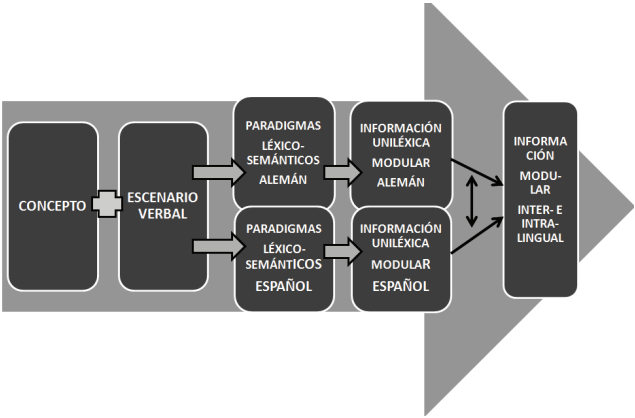 CONCEPTO
ESCENARIO
VERBAL
PARADIGMAS
LÉXICO-
SEMÁNTICOS
ALEMÁN
INFORMACIÓN
UNILÉXICA
MODULAR
ALEMÁN
PARADIGMAS
LÉXICO-
SEMÁNTICOS
ESPAÑOL
INFORMACIÓN
UNILÉXICA
MODULAR
ESPAÑOL
INFORMA
CIÓN
MODU-
LAR
INTER- E
INTRA-
LINGUAL